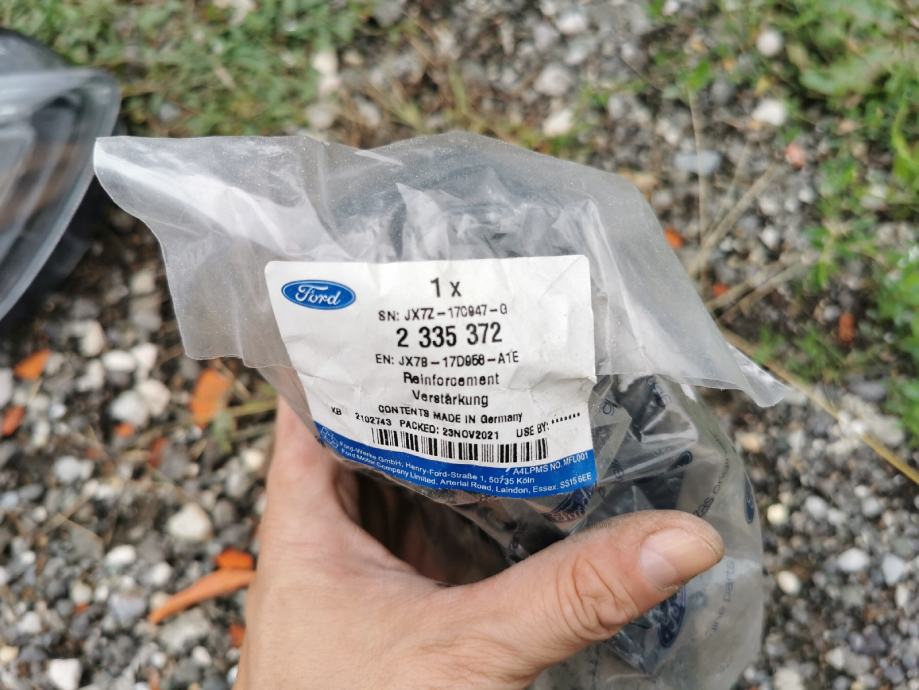 Ford
1 x
SN: JX7Z-17C947-G
2 335 372
EN: JX7B-17D958-A1E
Reinforcement
Verstärkung
CONTENTS MADE IN Germany
XB 2102743 PACKED: 23NOV2021 USE BY: *******
A4LPMS NO. MFL001
Ford-Werke GmbH; Henry-Ford-Straße 1, 50735 Köln
Ford Motor Company Limited, Arterial Road, Laindon, Essex. SS15 6EE